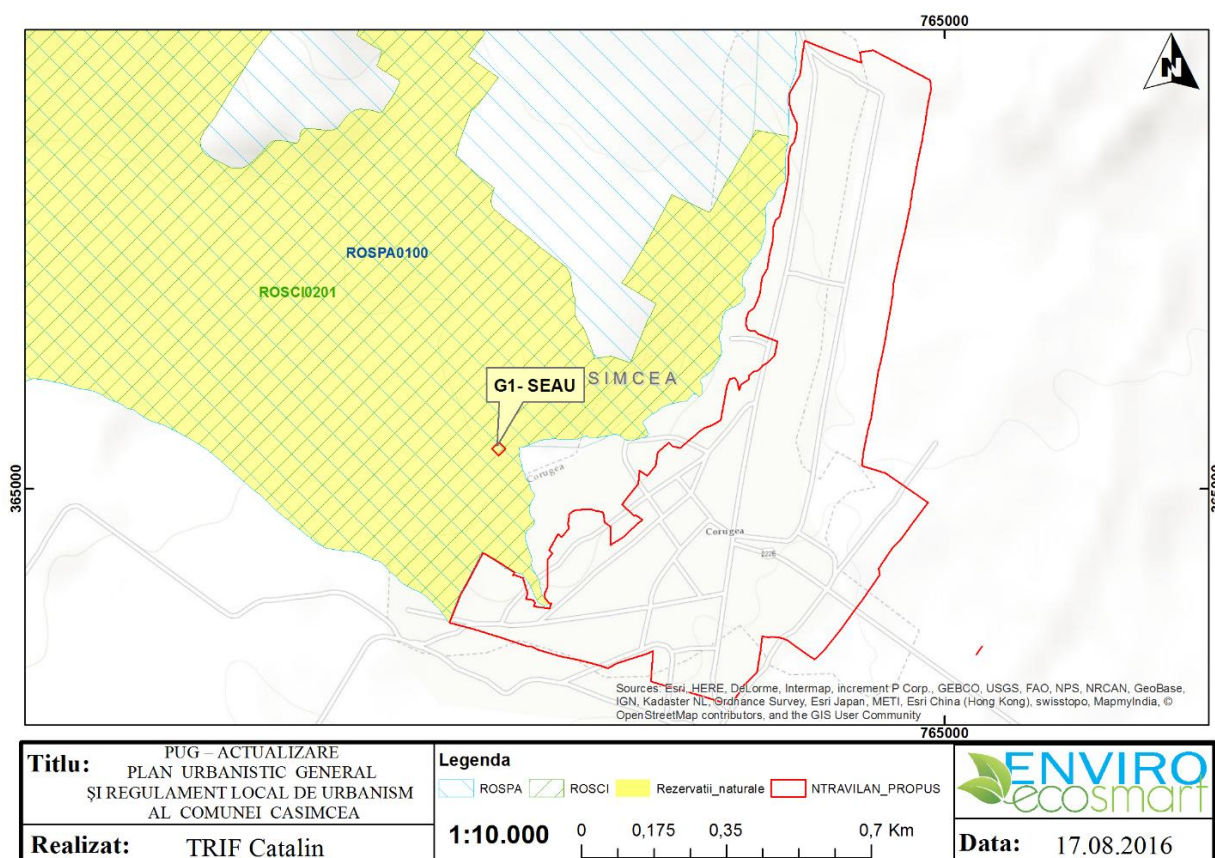 765000
N
ROSPA0100
ROSCI0201
G1- SEAU
SIMCEA
Corugea
Corugea
365000
Sources: Esri, HERE, DeLorme, Intermap, increment P Corp., GEBCO, USGS, FAO, NPS, NRCAN, GeoBase,
IGN, Kadaster NL, Ordnance Survey, Esri Japan, METI, Esri China (Hong Kong), swisstopo, MapmyIndia, ©
OpenStreetMap contributors, and the GIS User Community
765000
Titlu:
PUG – ACTUALIZARE
PLAN URBANISTIC GENERAL
ŞI REGULAMENT LOCAL DE URBANISM
AL COMUNEI CASIMCEA
Realizat: TRIF Catalin
Legenda
ROSPA ROSCI Rezervatii_naturale NTRAVILAN_PROPUS
1:10.000 0 0,175 0,35 0,7 Km
ENVIRO
ecosmart
Data: 17.08.2016